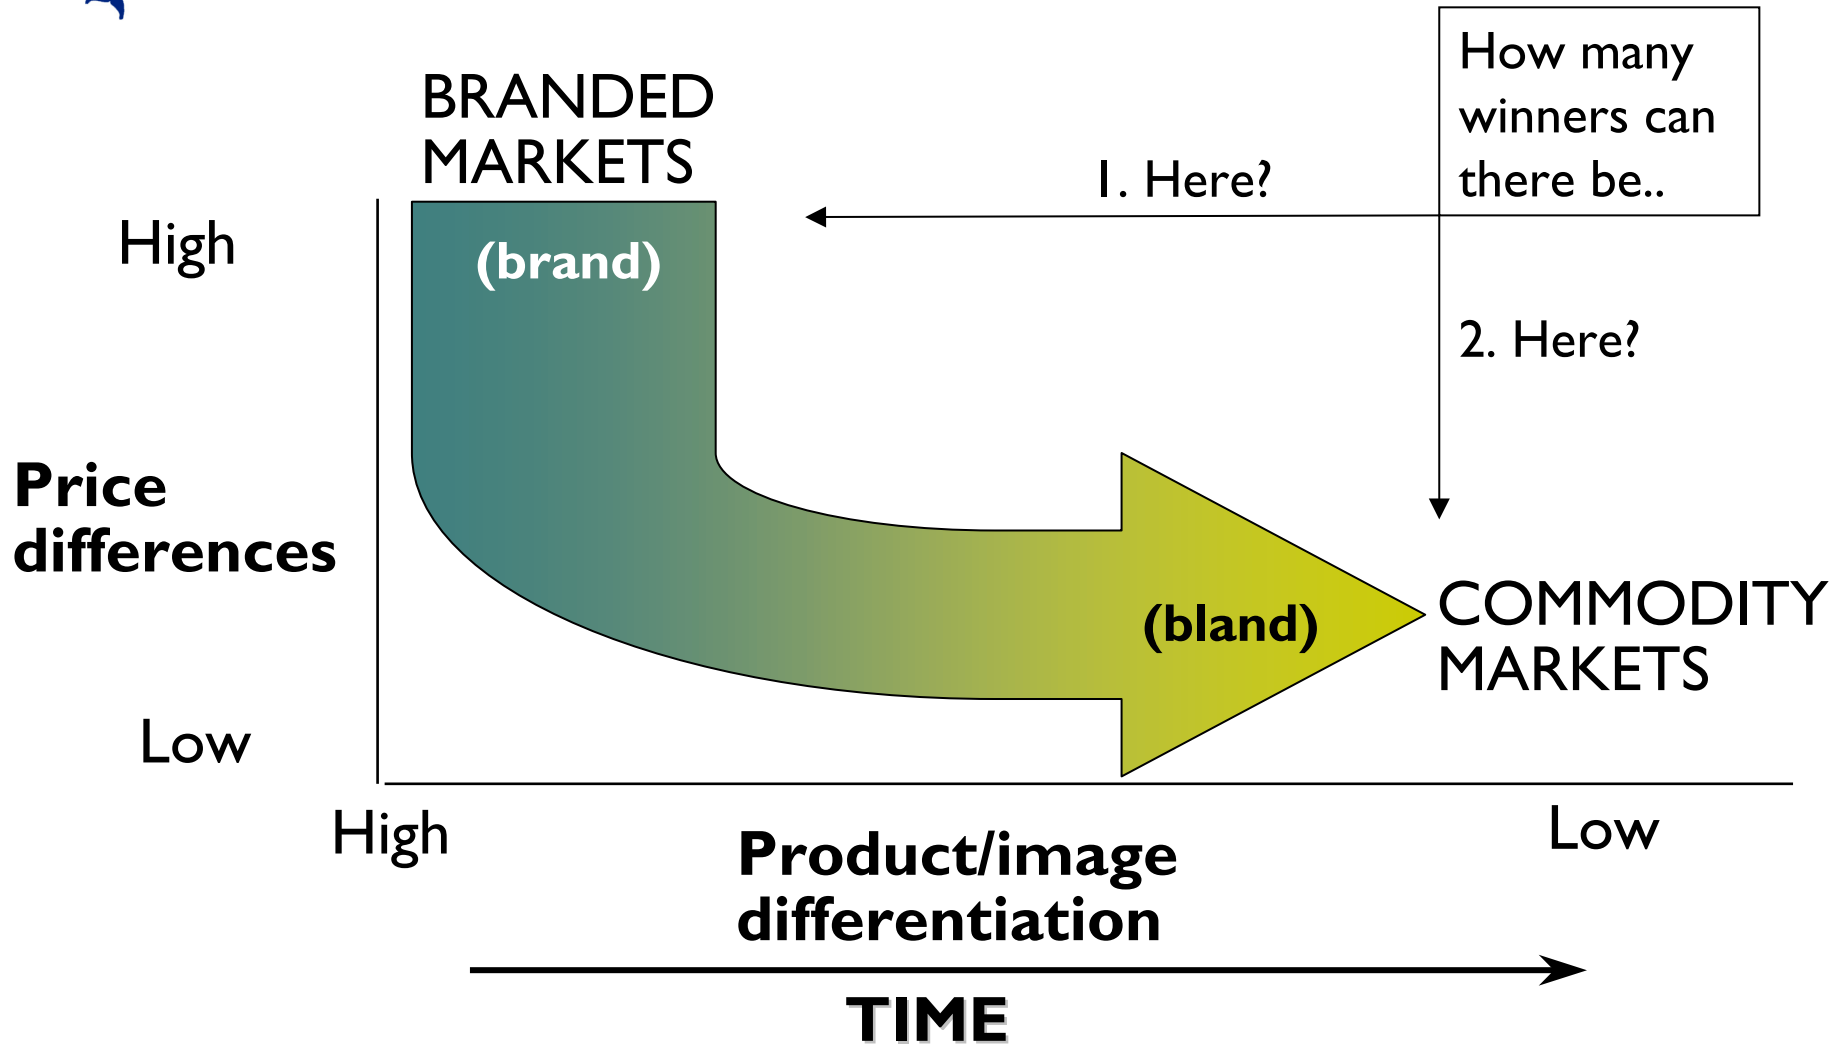 BRANDED
MARKETS
How many
winners can
there be..
1. Here?
High
(brand)
2. Here?
Price
differences
(bland)
COMMODITY
MARKETS
Low
High
Low
Product/image
differentiation
TIME